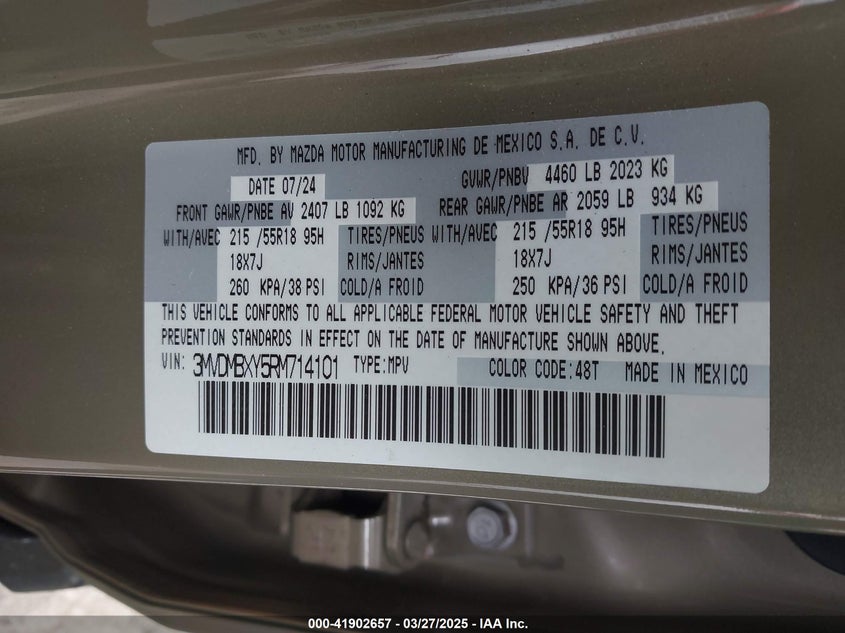 MFD. BY MAZDA MOTOR MANUFACTURING DE MEXICO S.A. DE C.V.
DATE 07/24 GVWR/PNBV 4460 LB 2023 KG
FRONT GAWR/PNBE AV 2407 LB 1092 KG REAR GAWR/PNBE AR 2059 LB 934 KG
WITH/AVEC 215 /55R18 95H TIRES/PNEUS WITH/AVEC 215 /55R18 95H TIRES/PNEUS
18X7J RIMS/JANTES 18X7J RIMS/JANTES
260 KPA/38 PSI COLD/A FROID 250 KPA/36 PSI COLD/A FROID
THIS VEHICLE CONFORMS TO ALL APPLICABLE FEDERAL MOTOR VEHICLE SAFETY AND THEFT
PREVENTION STANDARDS IN EFFECT ON THE DATE OF MANUFACTURE SHOWN ABOVE.
VIN: 3MVDMBXY5RM714101 TYPE:MPV COLOR CODE:48T MADE IN MEXICO
000-41902657 - 03/27/2025 - IAA Inc.